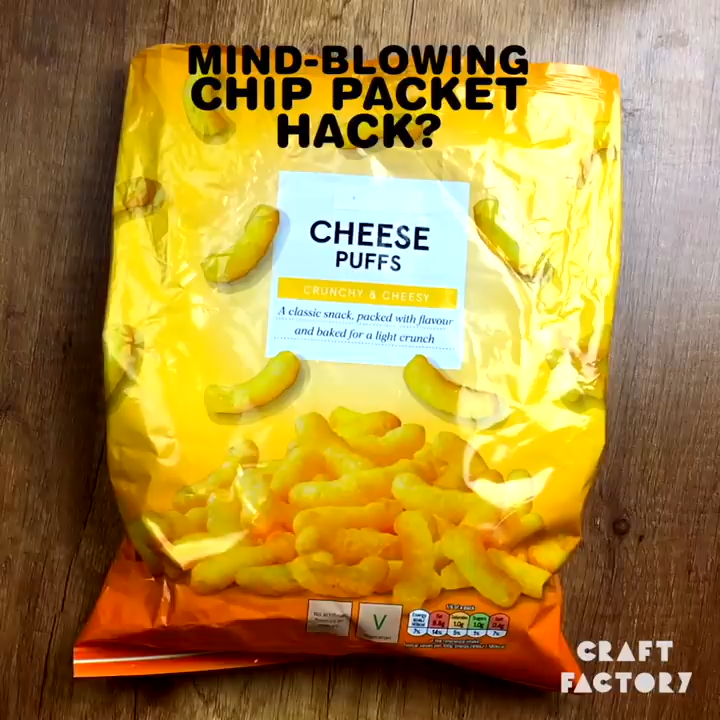 MIND-BLOWING
CHIP PACKET
HACK?
CHEESE
PUFFS
CRUNCHY & CHEESY
A classic snack, packed with flavour
and baked for a light crunch
V
CRAFT
FACTORY